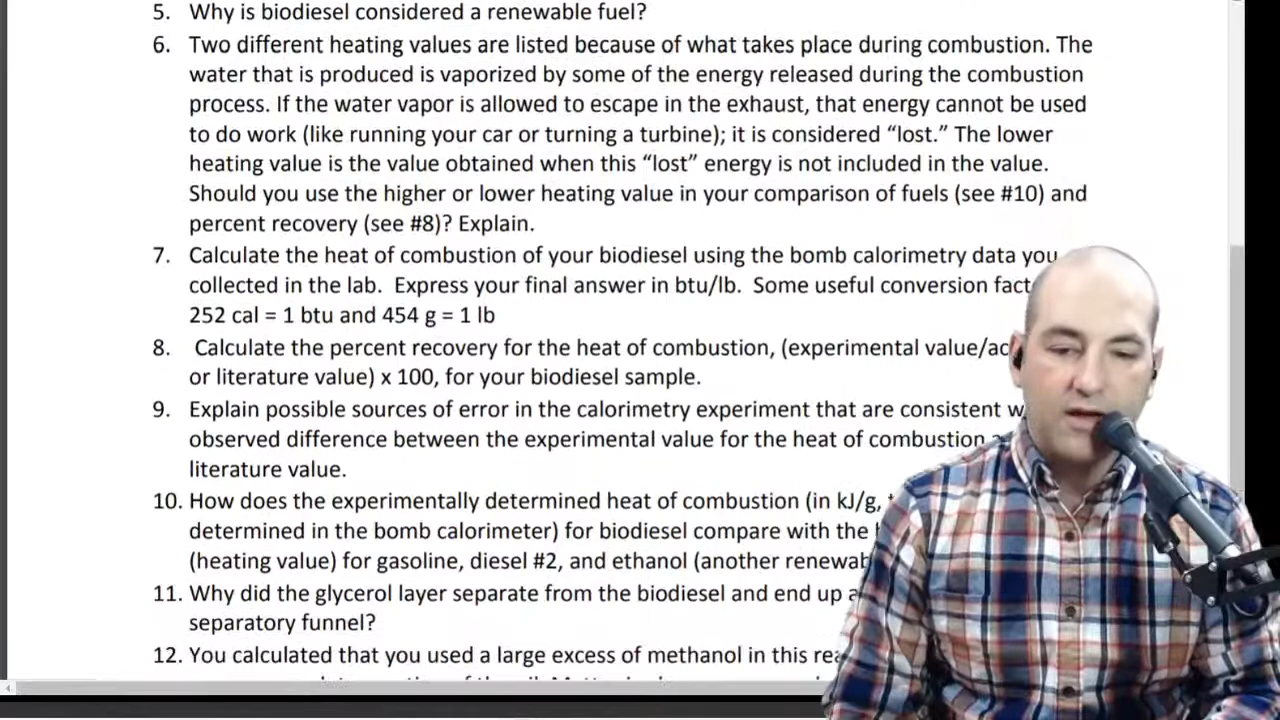 5. Why is biodiesel considered a renewable fuel?
6. Two different heating values are listed because of what takes place during combustion. The
water that is produced is vaporized by some of the energy released during the combustion
process. If the water vapor is allowed to escape in the exhaust, that energy cannot be used
to do work (like running your car or turning a turbine); it is considered “lost.” The lower
heating value is the value obtained when this “lost” energy is not included in the value.
Should you use the higher or lower heating value in your comparison of fuels (see #10) and
percent recovery (see #8)? Explain.
7. Calculate the heat of combustion of your biodiesel using the bomb calorimetry data you
collected in the lab. Express your final answer in btu/lb. Some useful conversion
252 cal = 1 btu and 454 g = 1 lb
8. Calculate the percent recovery for the heat of combustion, (experimental value/
or literature value) x 100, for your biodiesel sample.
9. Explain possible sources of error in the calorimetry experiment that are consistent
observed difference between the experimental value for the heat of combustion
literature value.
10. How does the experimentally determined heat of combustion (in kJ/g,
determined in the bomb calorimeter) for biodiesel compare with the
(heating value) for gasoline, diesel #2, and ethanol (another
11. Why did the glycerol layer separate from the biodiesel and end up
separatory funnel?
12. You calculated that you used a large excess of methanol in this